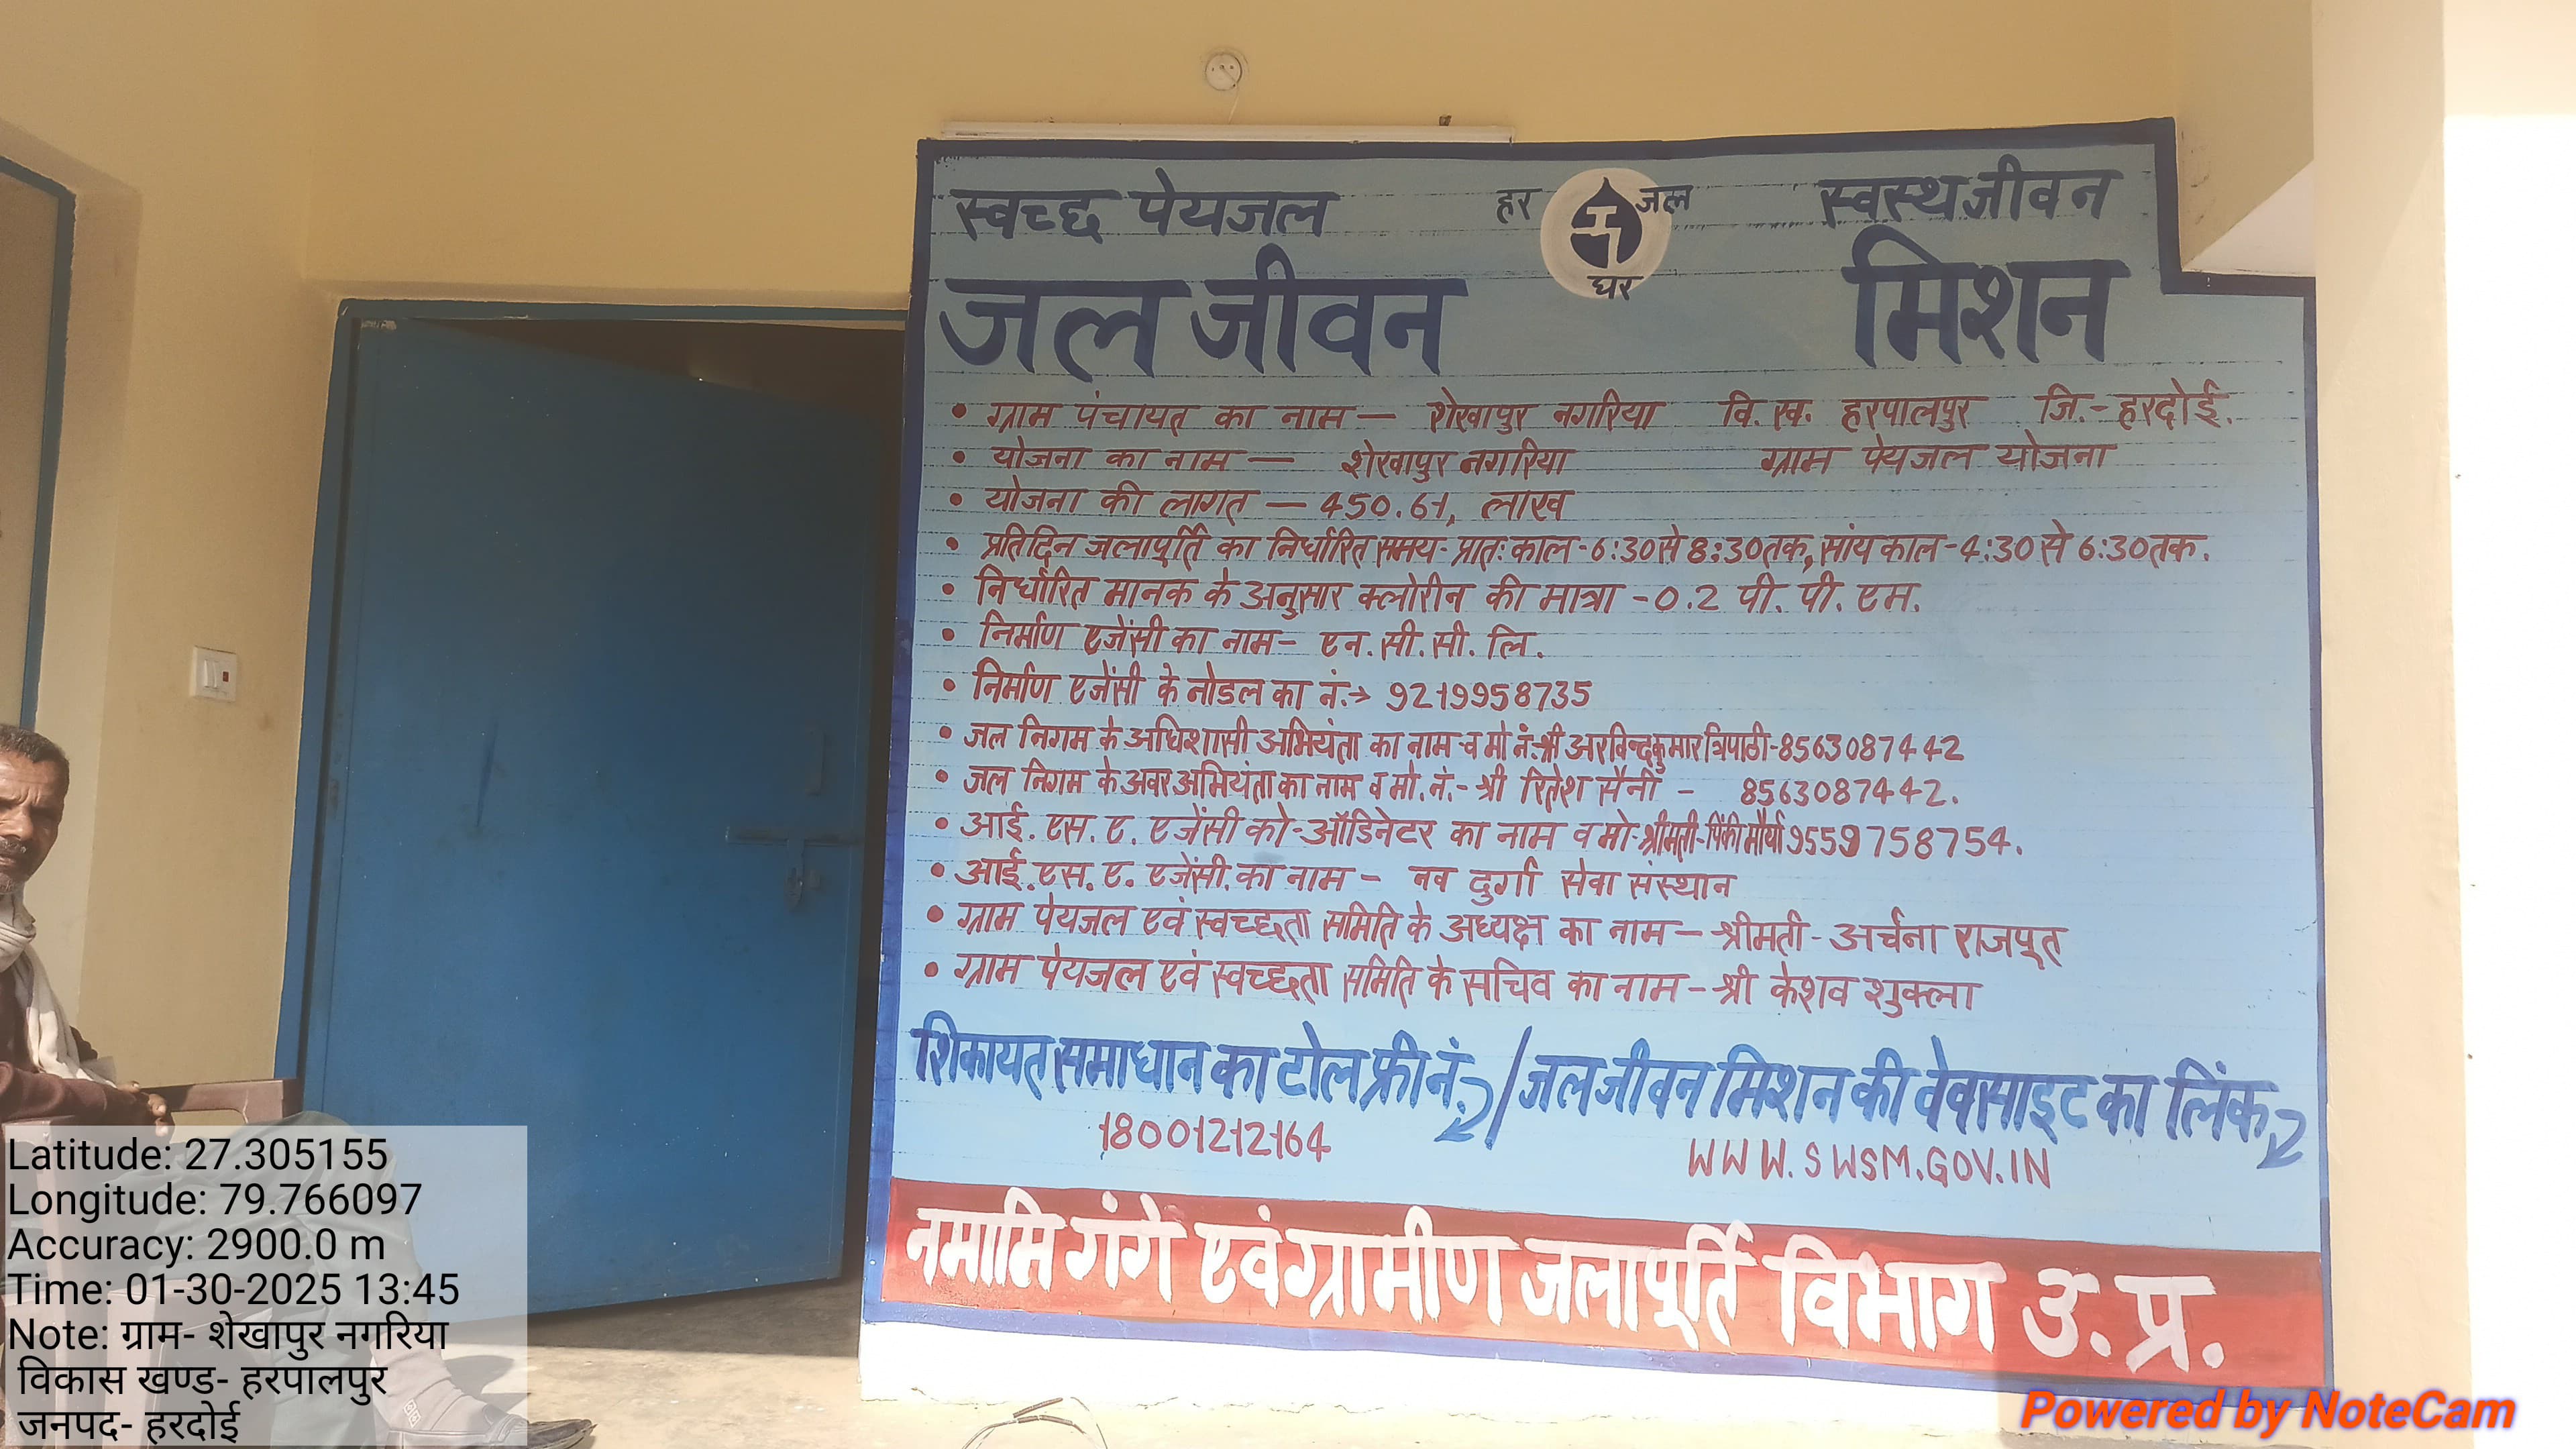 स्वच्छ पेयजल हर जल घर स्वस्थ जीवन
जल जीवन मिशन
• ग्राम पंचायत का नाम — शेखापुर नगरिया वि. ख. हरपालपुर जि.- हरदोई.
• योजना का नाम — शेखापुर नगरिया ग्राम पेयजल योजना
• योजना की लागत — 450.61, लाख
• प्रतिदिन जलापूर्ति का निर्धारित समय- प्रातः काल - 6:30 से 8:30 तक, सांय काल - 4:30 से 6:30 तक.
• निर्धारित मानक के अनुसार क्लोरीन की मात्रा - 0.2 पी. पी. एम.
• निर्माण एजेंसी का नाम - एन. सी. सी. लि.
• निर्माण एजेंसी के नोडल का नं.→ 9219958735
• जल निगम के अधिशासी अभियंता का नाम व मो नं:-श्री अरविन्द कुमार त्रिपाठी-8563087442
• जल निगम के अवर अभियंता का नाम व मो. नं.- श्री रितेश सैनी - 8563087442.
• आई. एस. ए. एजेंसी को-ऑडिनेटर का नाम व मो-श्रीमती-पिंकी मौर्या 9559758754.
• आई. एस. ए. एजेंसी. का नाम - नव दुर्गा सेवा संस्थान
• ग्राम पेयजल एवं स्वच्छता समिति के अध्यक्ष का नाम - श्रीमती - अर्चना राजपूत
• ग्राम पेयजल एवं स्वच्छता समिति के सचिव का नाम - श्री केशव शुक्ला
शिकायत समाधान का टोल फ्री नं. / जल जीवन मिशन की वेवासाइट का लिंक
18001212164 WWW.SWSM.GOV.IN
नमामि गंगे एवं ग्रामीण जलापूर्ति विभाग उ. प्र.
Latitude: 27.305155
Longitude: 79.766097
Accuracy: 2900.0 m
Time: 01-30-2025 13:45
Note: ग्राम- शेखापुर नगरिया
विकास खण्ड- हरपालपुर
जनपद- हरदोई
Powered by NoteCam